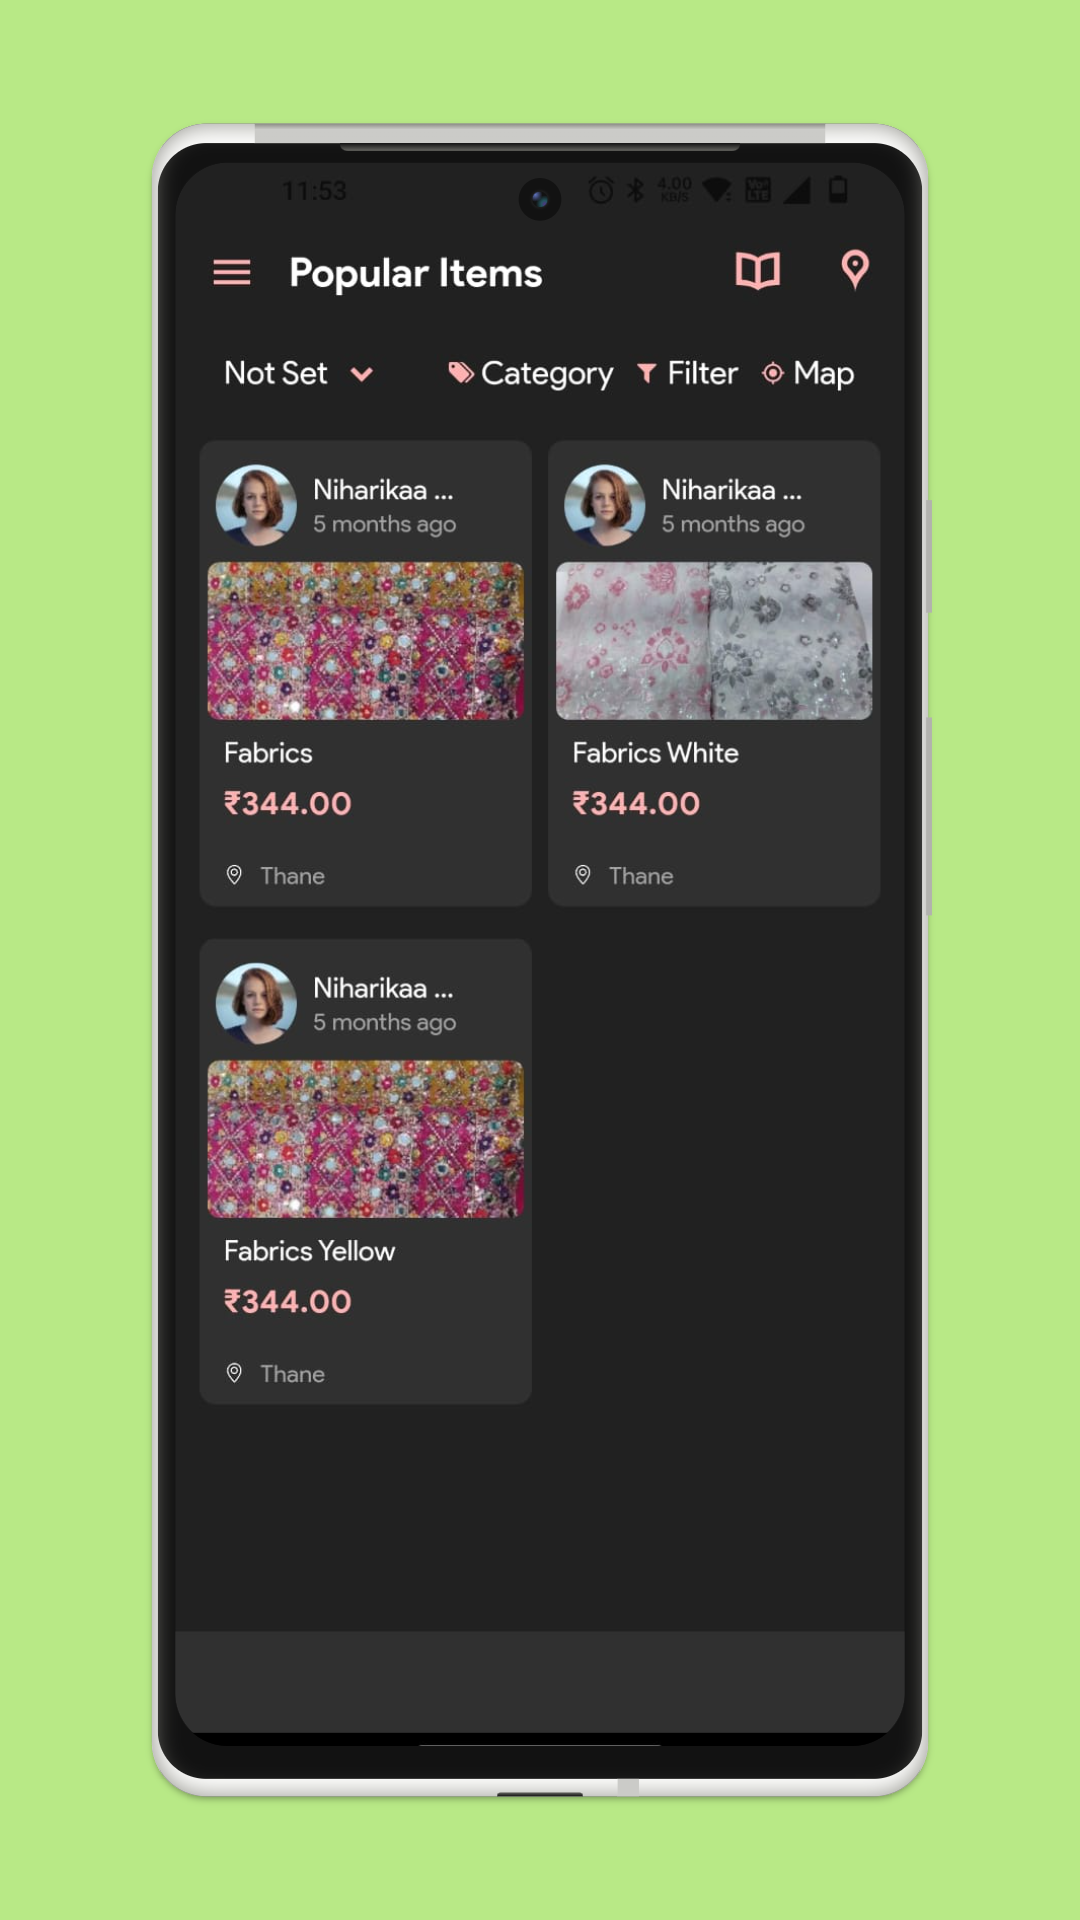 11:53
4.00
KB/S
Vo
LTE
Popular Items
Not Set
Category
Filter
Map
Niharikaa ...
5 months ago
Fabrics
₹344.00
Thane
Niharikaa ...
5 months ago
Fabrics White
₹344.00
Thane
Niharikaa ...
5 months ago
Fabrics Yellow
₹344.00
Thane